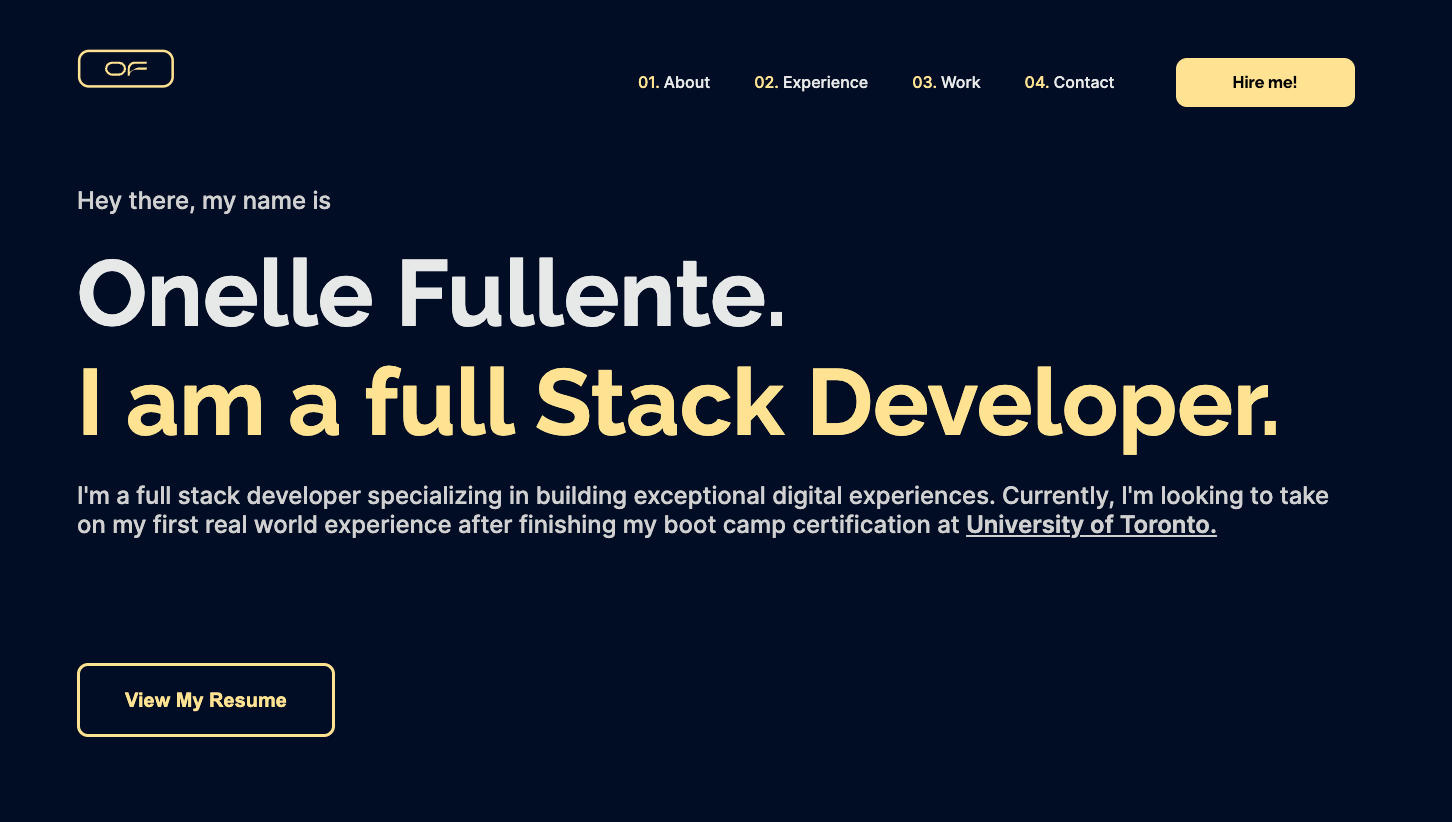 OF
01. About 02. Experience 03. Work 04. Contact Hire me!
Hey there, my name is
Onelle Fullente.
I am a full Stack Developer.
I'm a full stack developer specializing in building exceptional digital experiences. Currently, I'm looking to take
on my first real world experience after finishing my boot camp certification at University of Toronto.
View My Resume